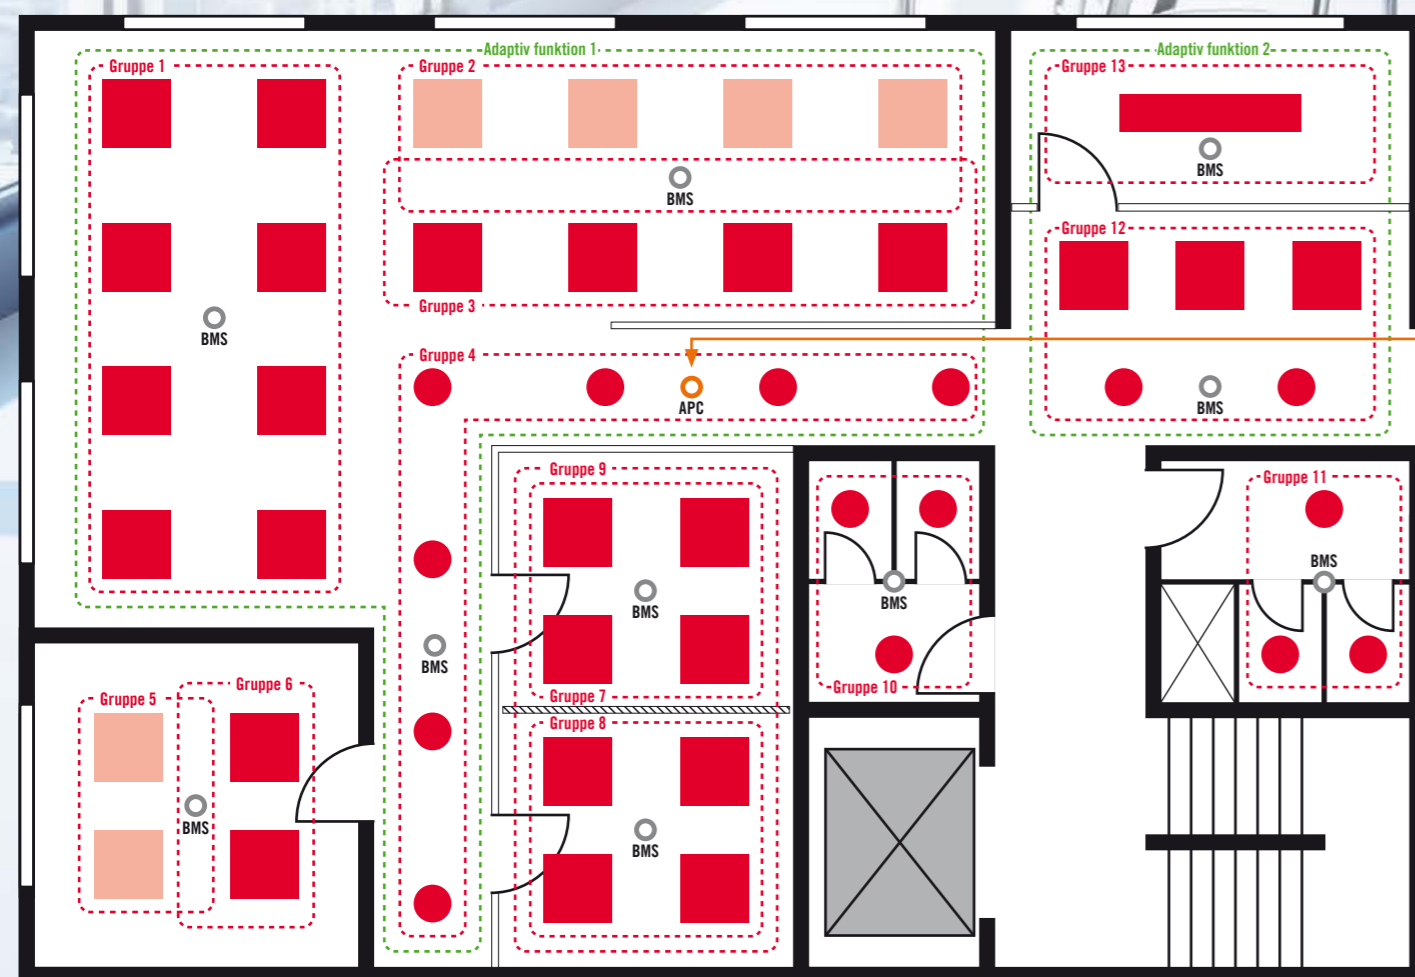 Adaptiv funktion 1
Adaptiv funktion 2
Gruppe 1
Gruppe 2
Gruppe 13
BMS
BMS
Gruppe 12
Gruppe 3
BMS
Gruppe 4
APC
BMS
Gruppe 9
Gruppe 11
BMS
BMS
BMS
BMS
Gruppe 6
Gruppe 10
Gruppe 5
Gruppe 7
Gruppe 8
BMS
BMS